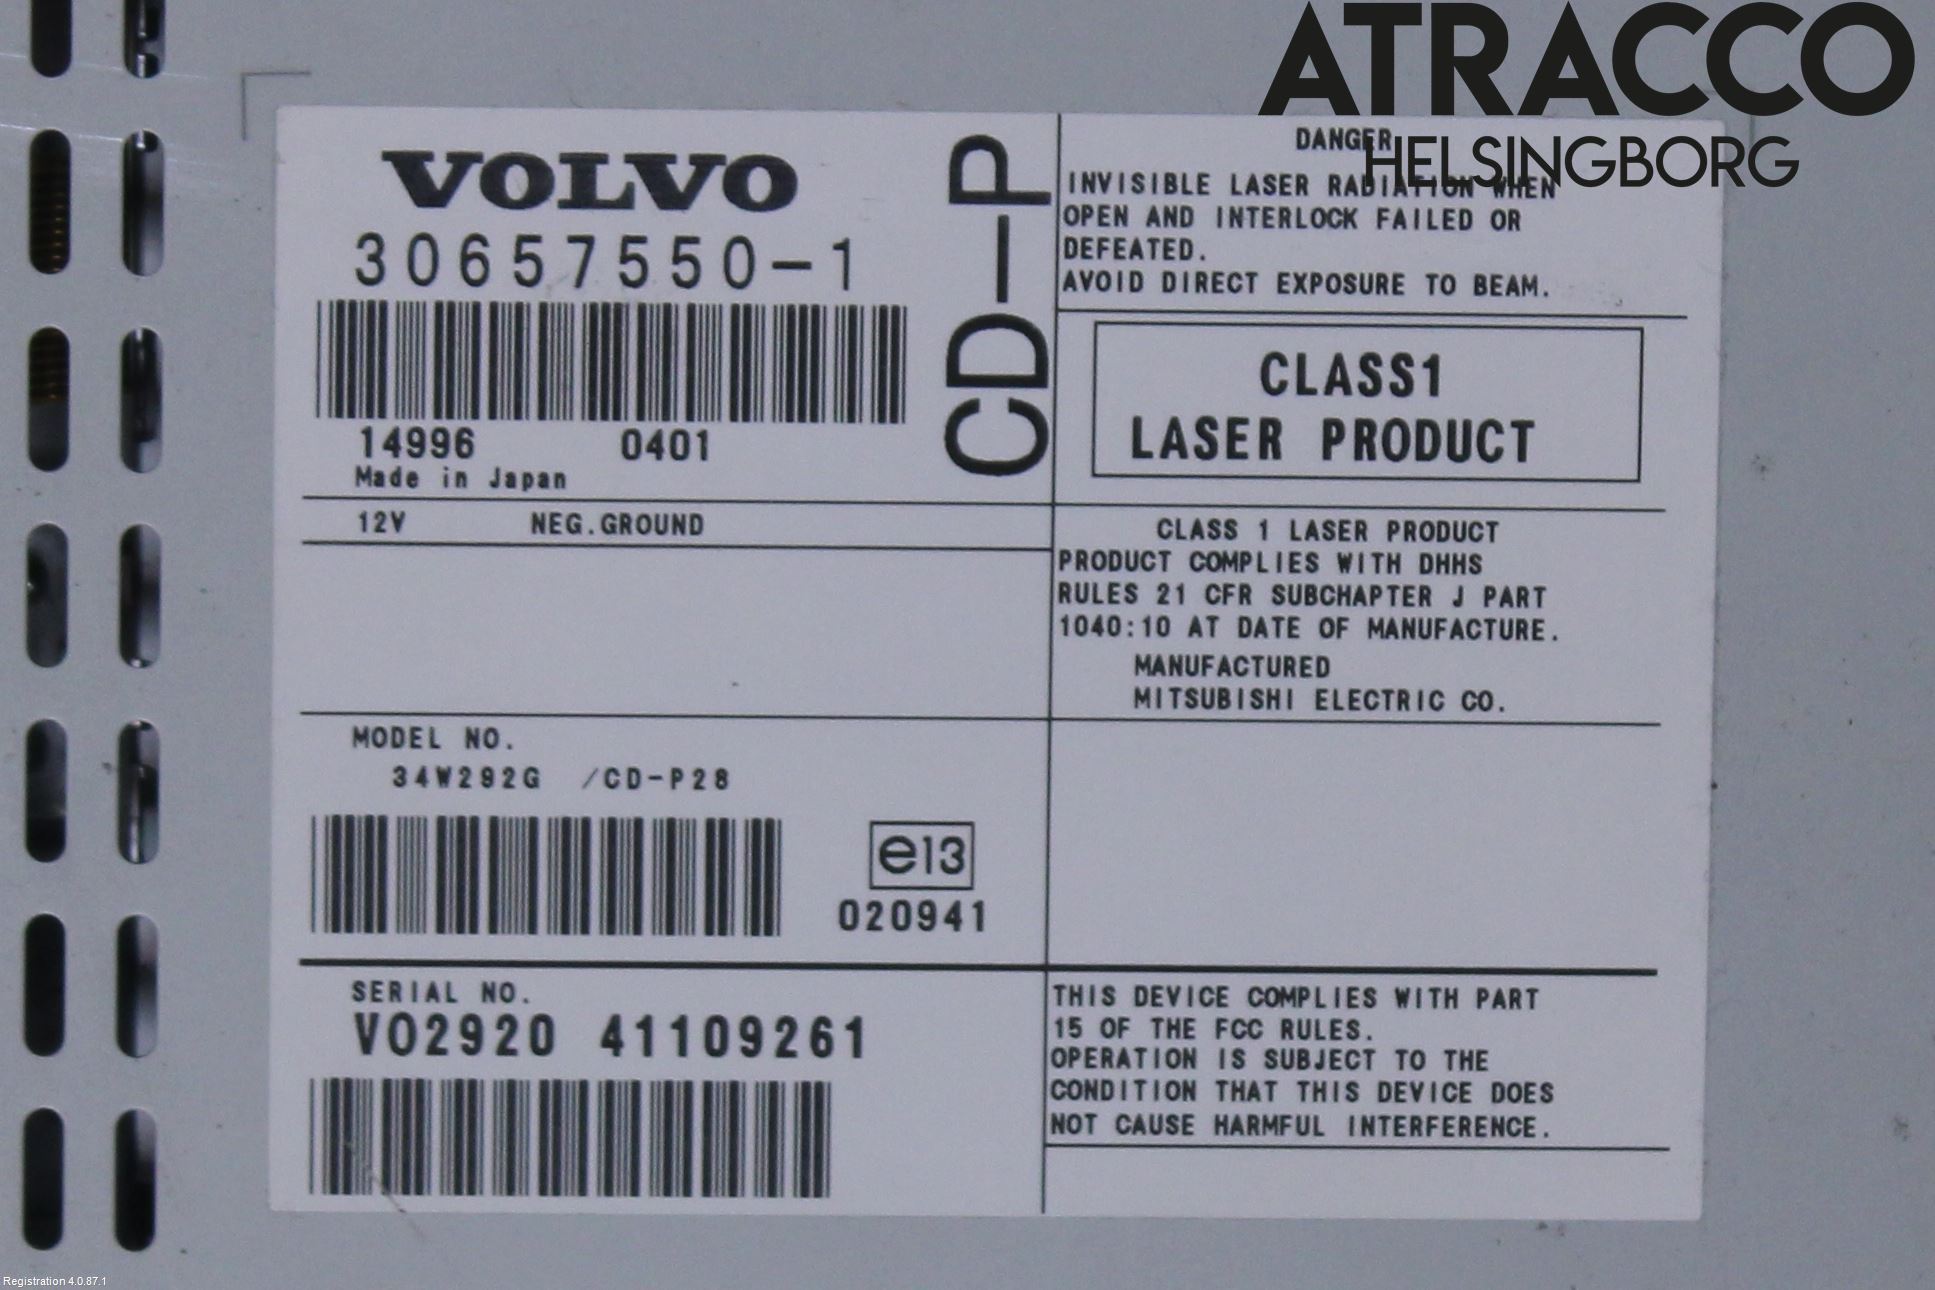 ATRACCO
HELSINGBORG
VOLVO
30657550-1
14996 0401
Made in Japan
CD-P
12V NEG.GROUND
MODEL NO.
34W292G /CD-P28
e13
020941
SERIAL NO.
VO2920 41109261
DANGER
INVISIBLE LASER RADIATION WHEN
OPEN AND INTERLOCK FAILED OR
DEFEATED.
AVOID DIRECT EXPOSURE TO BEAM.
CLASS1
LASER PRODUCT
CLASS 1 LASER PRODUCT
PRODUCT COMPLIES WITH DHHS
RULES 21 CFR SUBCHAPTER J PART
1040:10 AT DATE OF MANUFACTURE.
MANUFACTURED
MITSUBISHI ELECTRIC CO.
THIS DEVICE COMPLIES WITH PART
15 OF THE FCC RULES.
OPERATION IS SUBJECT TO THE
CONDITION THAT THIS DEVICE DOES
NOT CAUSE HARMFUL INTERFERENCE.
Registration 4.0.87.1